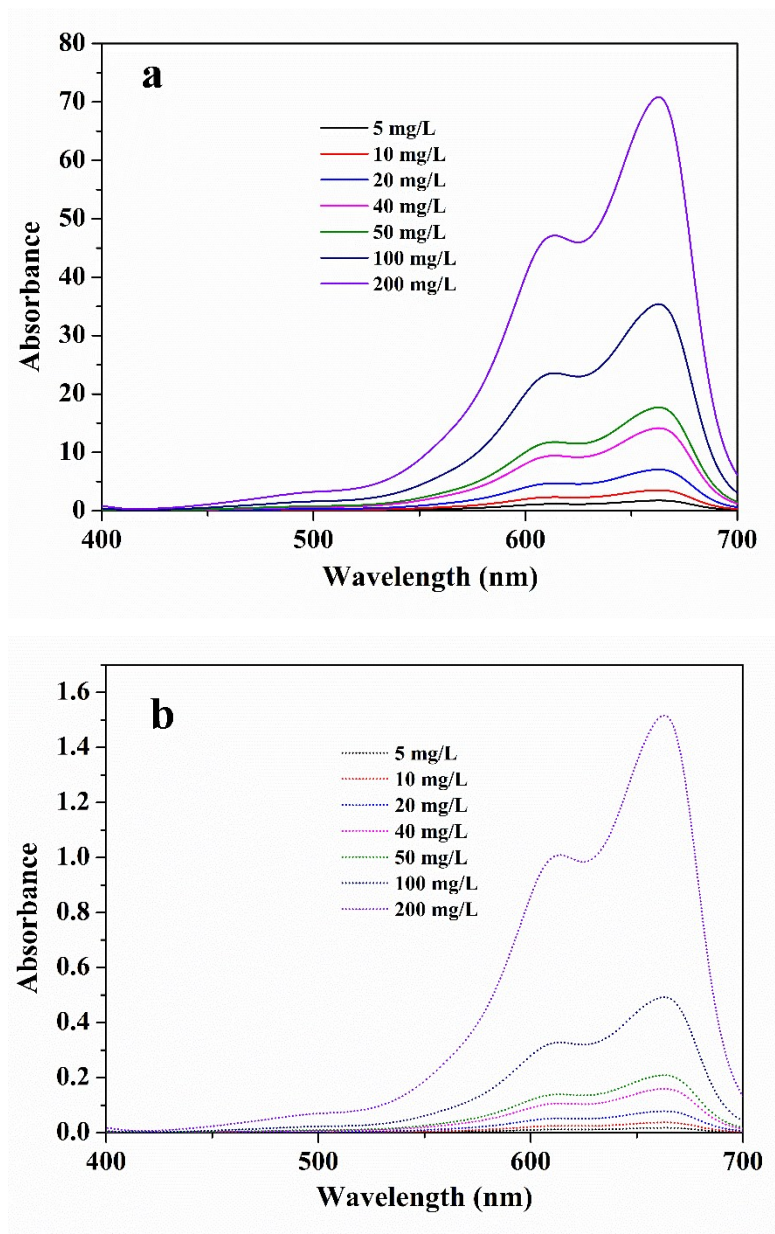 a
80
70
60
50
40
30
20
10
0
Absorbance
5 mg/L
10 mg/L
20 mg/L
40 mg/L
50 mg/L
100 mg/L
200 mg/L
400 500 600 700
Wavelength (nm)
b
1.6
1.4
1.2
1.0
0.8
0.6
0.4
0.2
0.0
Absorbance
5 mg/L
10 mg/L
20 mg/L
40 mg/L
50 mg/L
100 mg/L
200 mg/L
400 500 600 700
Wavelength (nm)